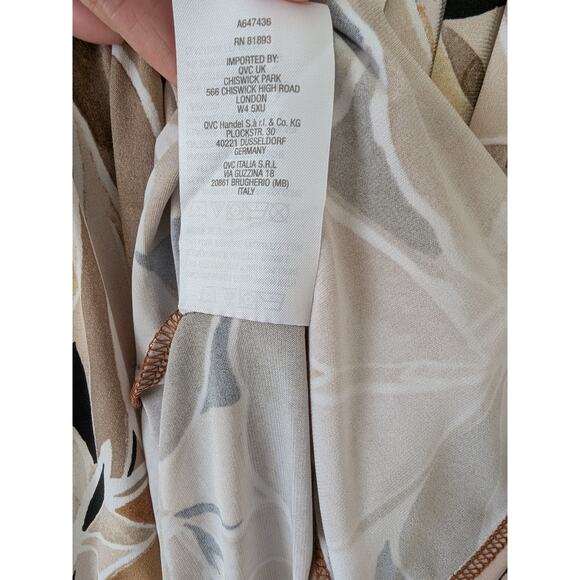 A647436
RN 81893
IMPORTED BY:
QVC UK
CHISWICK PARK
566 CHISWICK HIGH ROAD
LONDON
W4 5XU
QVC Handel S.à r.l. & Co. KG
PLOCKSTR. 30
40221 DÜSSELDORF
GERMANY
QVC ITALIA S.R.L
VIA GUZZINA 18
20861 BRUGHERIO (MB)
ITALY